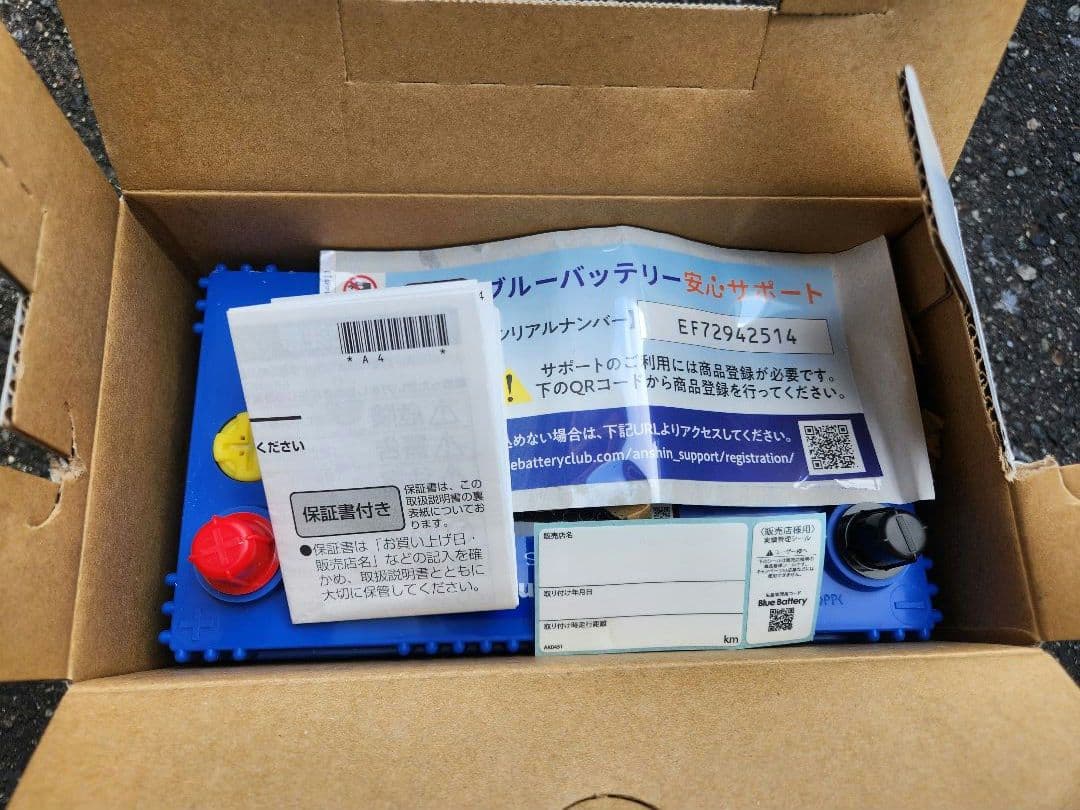 ブルーバッテリー安心サポート
シリアルナンバー】
EF72942514
サポートのご利用には商品登録が必要です。
下のQRコードから商品登録を行ってください。
込めない場合は、下記URLよりアクセスしてください。
ebatteryclub.com/anshin_support/registration/
4
* A 4 *
ください
保証書付き
保証書は、この
取扱説明書の裏
表紙についてお
ります。
●保証書は「お買い上げ日・
販売店名」などの記入を確
かめ、取扱説明書とともに
大切に保管してください。
販売店名
取り付け年月日
取り付け時走行距離
km
〈販売店様用〉
実績管理シール
Blue Battery